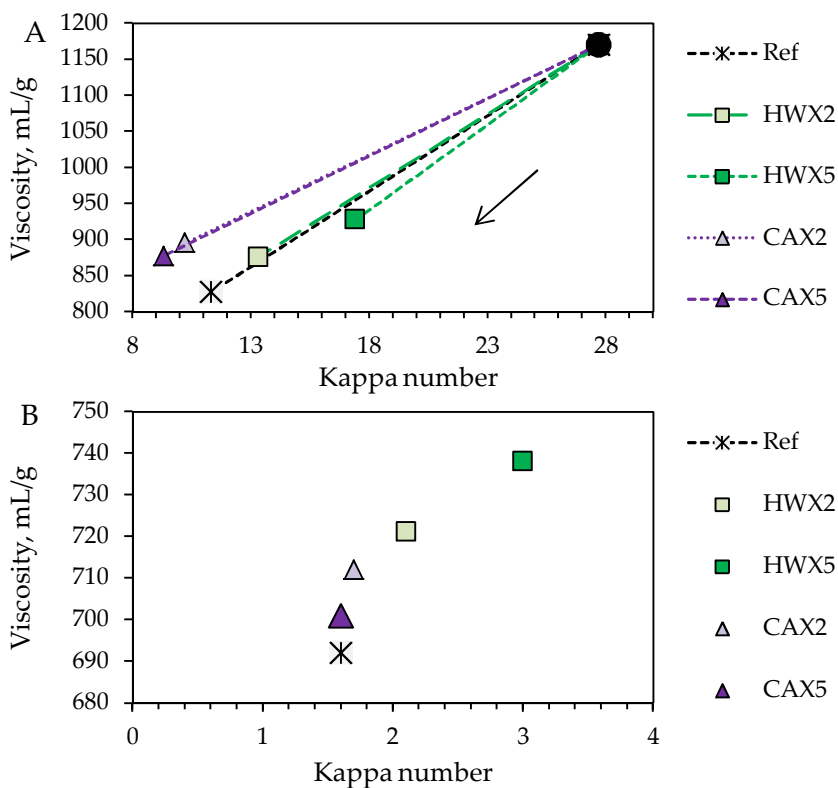 A
Viscosity, mL/g
1200
1150
1100
1050
1000
950
900
850
800
8 13 18 23 28
Kappa number
Ref
HWX2
HWX5
CAX2
CAX5
B
Viscosity, mL/g
750
740
730
720
710
700
690
680
0 1 2 3 4
Kappa number
Ref
HWX2
HWX5
CAX2
CAX5